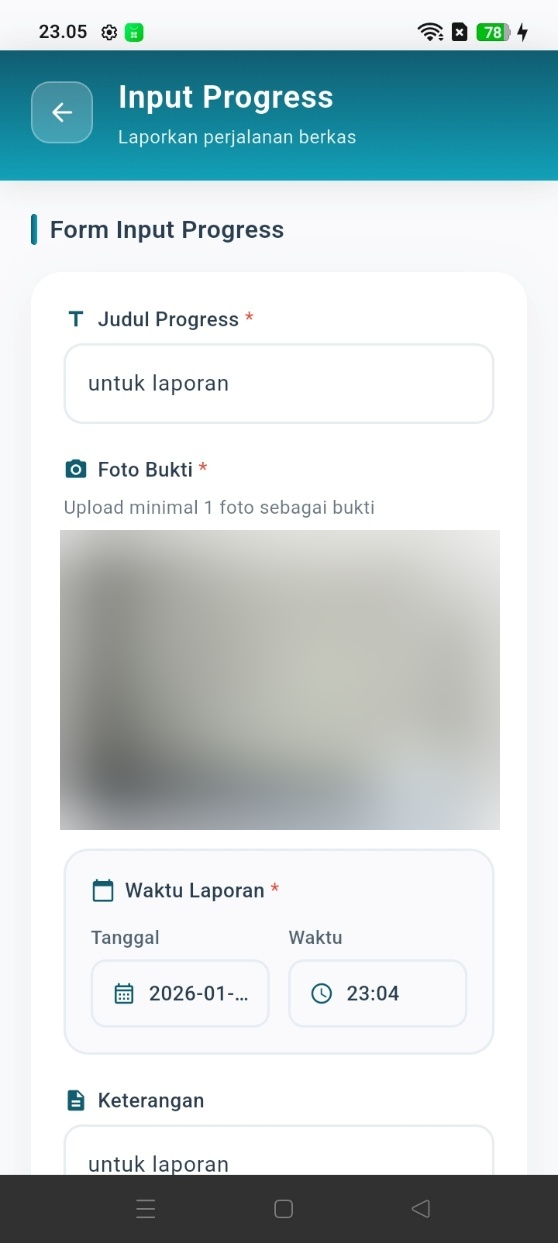 23.05
78
Input Progress
Laporkan perjalanan berkas
Form Input Progress
Judul Progress *
untuk laporan
Foto Bukti *
Upload minimal 1 foto sebagai bukti
Waktu Laporan *
Tanggal Waktu
2026-01-... 23:04
Keterangan
untuk laporan